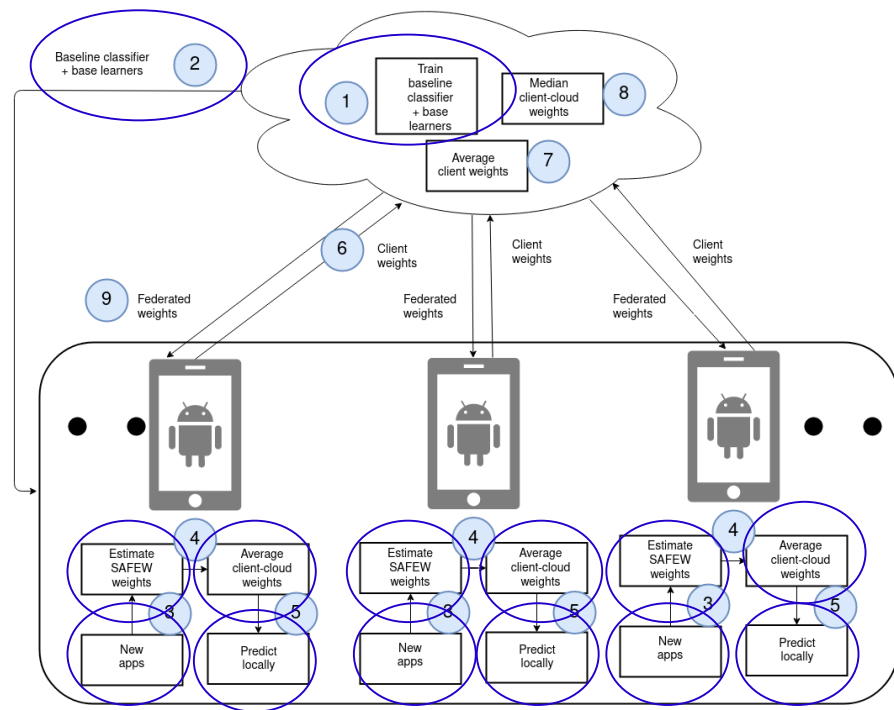 Baseline classifier
+ base learners
2
1
Train
baseline
classifier
+ base
learners
Median
client-cloud
weights
8
Average
client weights
7
6
Client
weights
Client
weights
Client
weights
9
Federated
weights
Federated
weights
Federated
weights
4
Estimate
SAFEW
weights
Average
client-cloud
weights
3
5
New
apps
Predict
locally
4
Estimate
SAFEW
weights
Average
client-cloud
weights
3
5
New
apps
Predict
locally
4
Estimate
SAFEW
weights
Average
client-cloud
weights
3
5
New
apps
Predict
locally